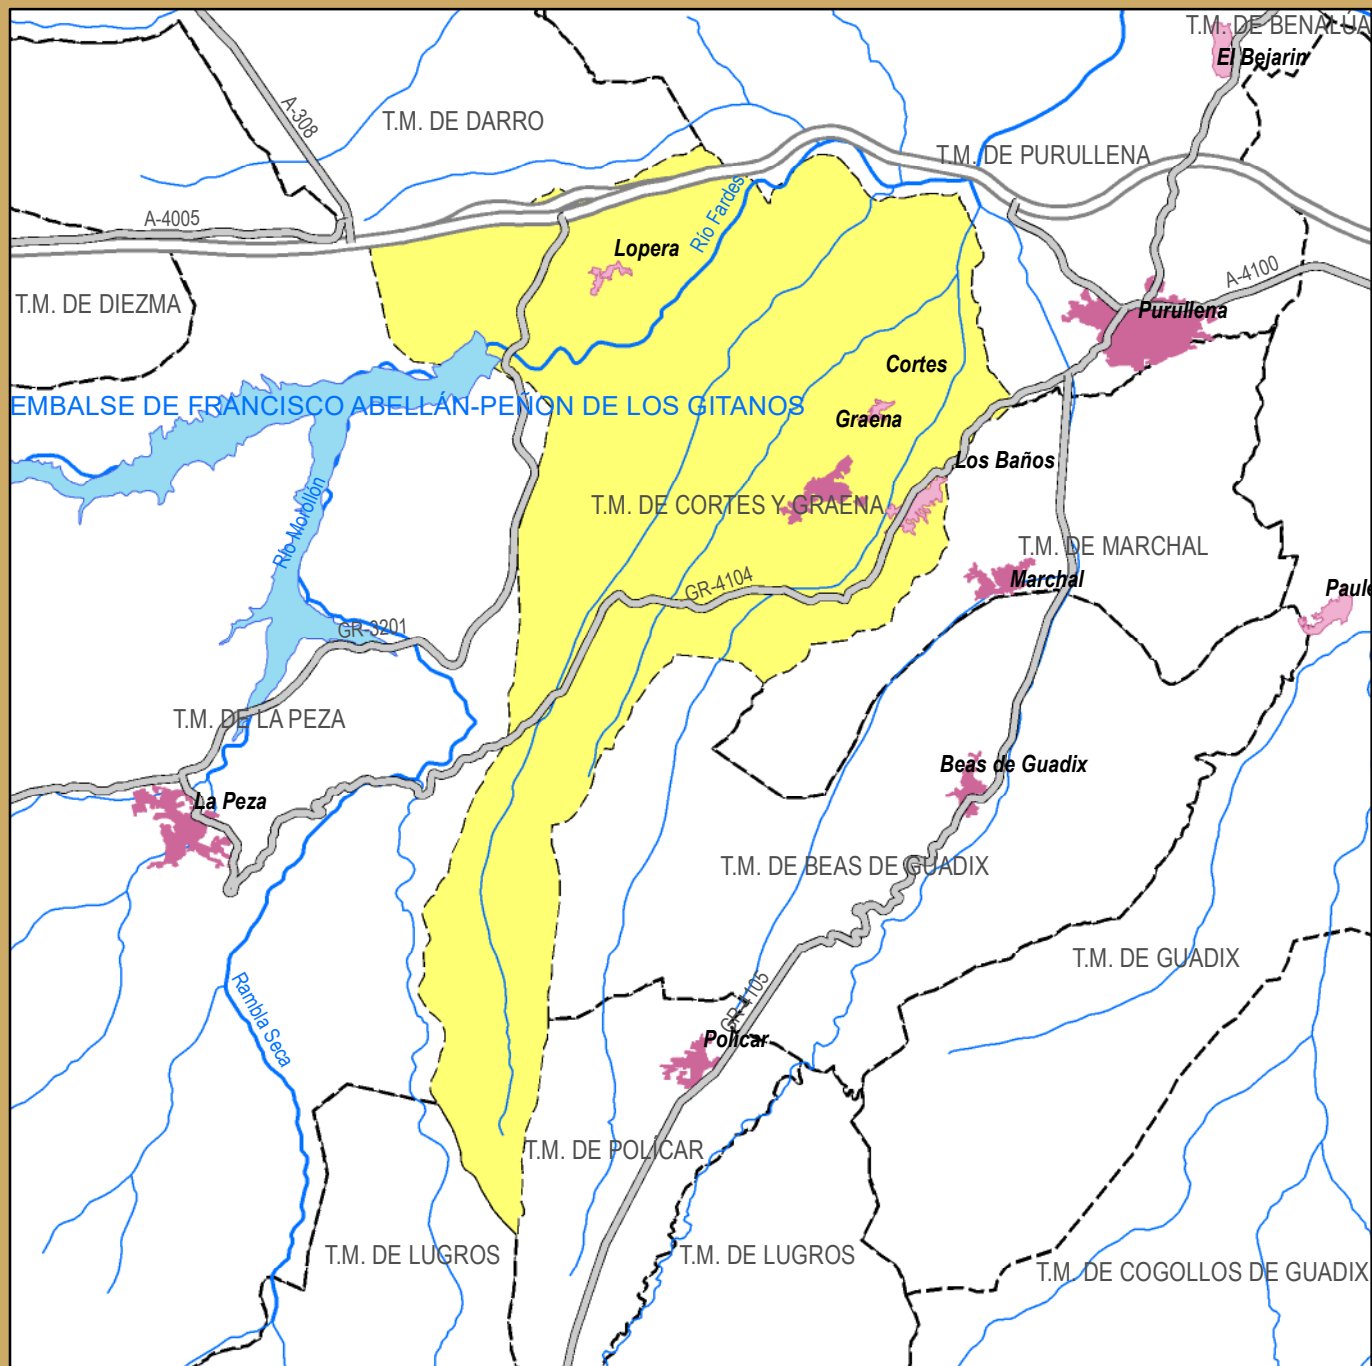 T.M. DE BENALUA
El Bejarin
A-308
T.M. DE DARRO
T.M. DE PURULLENA
Río Fardes
A-4005
Lopera
A-4100
T.M. DE DIEZMA
Purullena
Cortes
EMBALSE DE FRANCISCO ABELLÁN-PEÑON DE LOS GITANOS
Graena
Los Baños
T.M. DE CORTES Y GRAENA
Río Morollón
T.M. DE MARCHAL
Marchal
GR-4104
Paule
GR-3201
T.M. DE LA PEZA
Beas de Guadix
La Peza
T.M. DE BEAS DE GUADIX
T.M. DE GUADIX
Rambla Seca
GR-4105
Polícar
T.M. DE POLÍCAR
T.M. DE LUGROS
T.M. DE LUGROS
T.M. DE COGOLLOS DE GUADIX